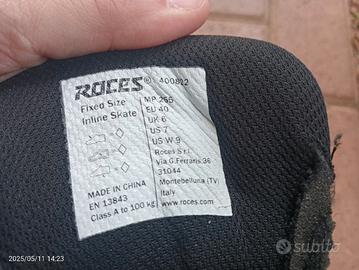 ROCES® 400822
Fixed Size
Inline Skate
MP 255
EU 40
UK 6
US 7
US W 9
Roces S.r.l.
Via G.Ferraris 36
31044
Montebelluna (TV)
Italy
MADE IN CHINA
EN 13843
Class A to 100 kg
www.roces.com
2025/05/11 14:23
subito